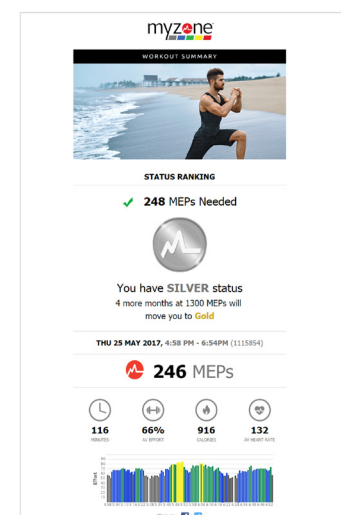 myzone
WORKOUT SUMMARY
STATUS RANKING
248 MEPs Needed
You have SILVER status
4 more months at 1300 MEPs will
move you to Gold
THU 25 MAY 2017, 4:58 PM - 6:54PM (1115854)
246 MEPs
116 66% 916 132
MINUTES AV EFFORT CALORIES AV HEART RATE
Effort